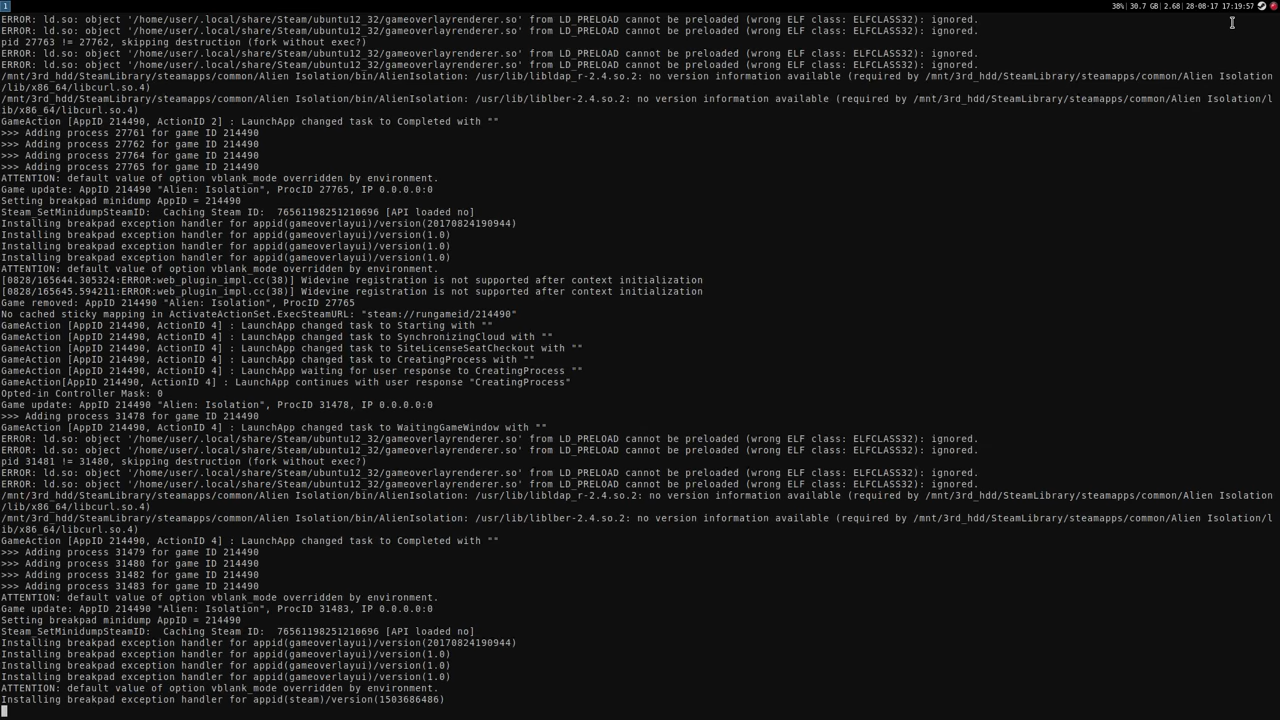 1
38%| 30.7 GB| 2.68| 28-08-17 17:19:57
ERROR: ld.so: object '/home/user/.local/share/Steam/ubuntu12_32/gameoverlayrenderer.so' from LD_PRELOAD cannot be preloaded (wrong ELF class: ELFCLASS32): ignored.
ERROR: ld.so: object '/home/user/.local/share/Steam/ubuntu12_32/gameoverlayrenderer.so' from LD_PRELOAD cannot be preloaded (wrong ELF class: ELFCLASS32): ignored.
pid 27763 != 27762, skipping destruction (fork without exec?)
ERROR: ld.so: object '/home/user/.local/share/Steam/ubuntu12_32/gameoverlayrenderer.so' from LD_PRELOAD cannot be preloaded (wrong ELF class: ELFCLASS32): ignored.
ERROR: ld.so: object '/home/user/.local/share/Steam/ubuntu12_32/gameoverlayrenderer.so' from LD_PRELOAD cannot be preloaded (wrong ELF class: ELFCLASS32): ignored.
/mnt/3rd_hdd/SteamLibrary/steamapps/common/Alien Isolation/bin/AlienIsolation: /usr/lib/libldap_r-2.4.so.2: no version information available (required by /mnt/3rd_hdd/SteamLibrary/steamapps/common/Alien Isolation
/lib/x86_64/libcurl.so.4)
/mnt/3rd_hdd/SteamLibrary/steamapps/common/Alien Isolation/bin/AlienIsolation: /usr/lib/liblber-2.4.so.2: no version information available (required by /mnt/3rd_hdd/SteamLibrary/steamapps/common/Alien Isolation/l
ib/x86_64/libcurl.so.4)
GameAction [AppID 214490, ActionID 2] : LaunchApp changed task to Completed with ""
>>> Adding process 27761 for game ID 214490
>>> Adding process 27762 for game ID 214490
>>> Adding process 27764 for game ID 214490
>>> Adding process 27765 for game ID 214490
ATTENTION: default value of option vblank_mode overridden by environment.
Game update: AppID 214490 "Alien: Isolation", ProcID 27765, IP 0.0.0.0:0
Setting breakpad minidump AppID = 214490
Steam_SetMinidumpSteamID:  Caching Steam ID:  76561198251210696 [API loaded no]
Installing breakpad exception handler for appid(gameoverlayui)/version(20170824190944)
Installing breakpad exception handler for appid(gameoverlayui)/version(1.0)
Installing breakpad exception handler for appid(gameoverlayui)/version(1.0)
Installing breakpad exception handler for appid(gameoverlayui)/version(1.0)
ATTENTION: default value of option vblank_mode overridden by environment.
[0828/165644.305324:ERROR:web_plugin_impl.cc(38)] Widevine registration is not supported after context initialization
[0828/165645.594211:ERROR:web_plugin_impl.cc(38)] Widevine registration is not supported after context initialization
Game removed: AppID 214490 "Alien: Isolation", ProcID 27765
No cached sticky mapping in ActivateActionSet.ExecSteamURL: "steam://rungameid/214490"
GameAction [AppID 214490, ActionID 4] : LaunchApp changed task to Starting with ""
GameAction [AppID 214490, ActionID 4] : LaunchApp changed task to SynchronizingCloud with ""
GameAction [AppID 214490, ActionID 4] : LaunchApp changed task to SiteLicenseSeatCheckout with ""
GameAction [AppID 214490, ActionID 4] : LaunchApp changed task to CreatingProcess with ""
GameAction [AppID 214490, ActionID 4] : LaunchApp waiting for user response to CreatingProcess ""
GameAction[AppID 214490, ActionID 4] : LaunchApp continues with user response "CreatingProcess"
Opted-in Controller Mask: 0
Game update: AppID 214490 "Alien: Isolation", ProcID 31478, IP 0.0.0.0:0
>>> Adding process 31478 for game ID 214490
GameAction [AppID 214490, ActionID 4] : LaunchApp changed task to WaitingGameWindow with ""
ERROR: ld.so: object '/home/user/.local/share/Steam/ubuntu12_32/gameoverlayrenderer.so' from LD_PRELOAD cannot be preloaded (wrong ELF class: ELFCLASS32): ignored.
ERROR: ld.so: object '/home/user/.local/share/Steam/ubuntu12_32/gameoverlayrenderer.so' from LD_PRELOAD cannot be preloaded (wrong ELF class: ELFCLASS32): ignored.
pid 31481 != 31480, skipping destruction (fork without exec?)
ERROR: ld.so: object '/home/user/.local/share/Steam/ubuntu12_32/gameoverlayrenderer.so' from LD_PRELOAD cannot be preloaded (wrong ELF class: ELFCLASS32): ignored.
ERROR: ld.so: object '/home/user/.local/share/Steam/ubuntu12_32/gameoverlayrenderer.so' from LD_PRELOAD cannot be preloaded (wrong ELF class: ELFCLASS32): ignored.
/mnt/3rd_hdd/SteamLibrary/steamapps/common/Alien Isolation/bin/AlienIsolation: /usr/lib/libldap_r-2.4.so.2: no version information available (required by /mnt/3rd_hdd/SteamLibrary/steamapps/common/Alien Isolation
/lib/x86_64/libcurl.so.4)
/mnt/3rd_hdd/SteamLibrary/steamapps/common/Alien Isolation/bin/AlienIsolation: /usr/lib/liblber-2.4.so.2: no version information available (required by /mnt/3rd_hdd/SteamLibrary/steamapps/common/Alien Isolation/l
ib/x86_64/libcurl.so.4)
GameAction [AppID 214490, ActionID 4] : LaunchApp changed task to Completed with ""
>>> Adding process 31479 for game ID 214490
>>> Adding process 31480 for game ID 214490
>>> Adding process 31482 for game ID 214490
>>> Adding process 31483 for game ID 214490
ATTENTION: default value of option vblank_mode overridden by environment.
Game update: AppID 214490 "Alien: Isolation", ProcID 31483, IP 0.0.0.0:0
Setting breakpad minidump AppID = 214490
Steam_SetMinidumpSteamID:  Caching Steam ID:  76561198251210696 [API loaded no]
Installing breakpad exception handler for appid(gameoverlayui)/version(20170824190944)
Installing breakpad exception handler for appid(gameoverlayui)/version(1.0)
Installing breakpad exception handler for appid(gameoverlayui)/version(1.0)
Installing breakpad exception handler for appid(gameoverlayui)/version(1.0)
ATTENTION: default value of option vblank_mode overridden by environment.
Installing breakpad exception handler for appid(steam)/version(1503686486)